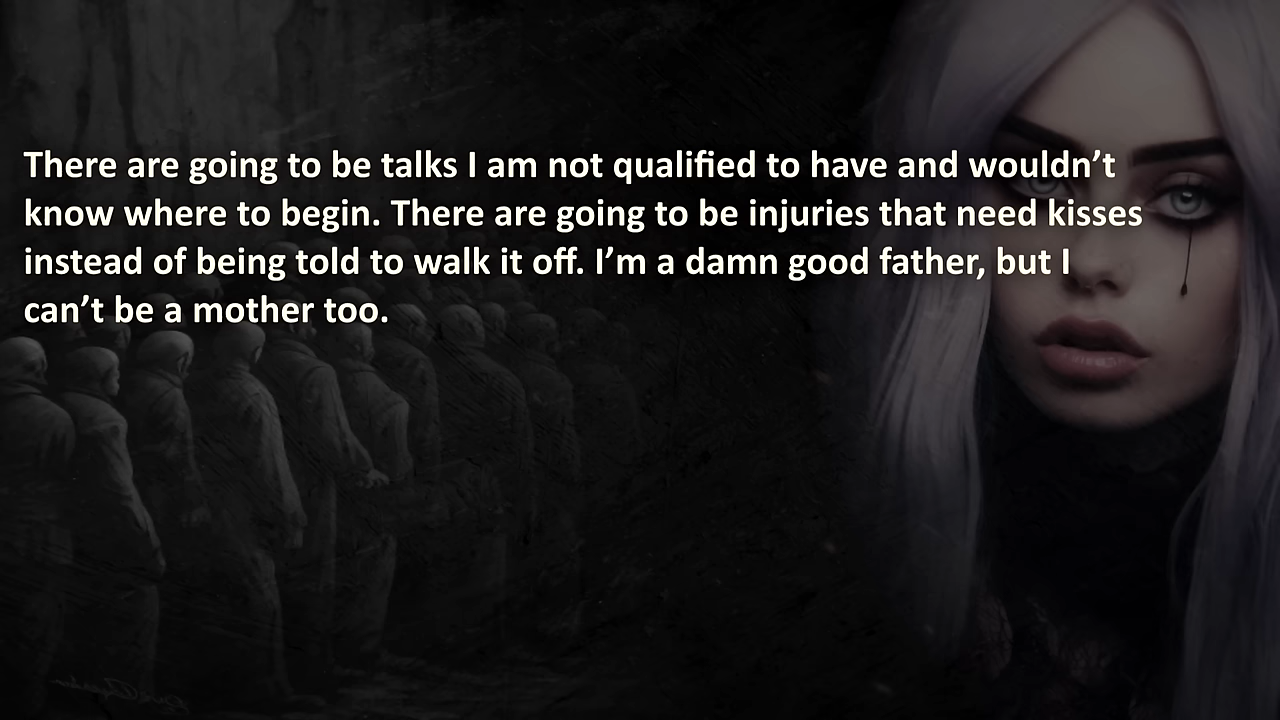 There are going to be talks I am not qualified to have and wouldn’t
know where to begin. There are going to be injuries that need kisses
instead of being told to walk it off. I’m a damn good father, but I
can’t be a mother too.